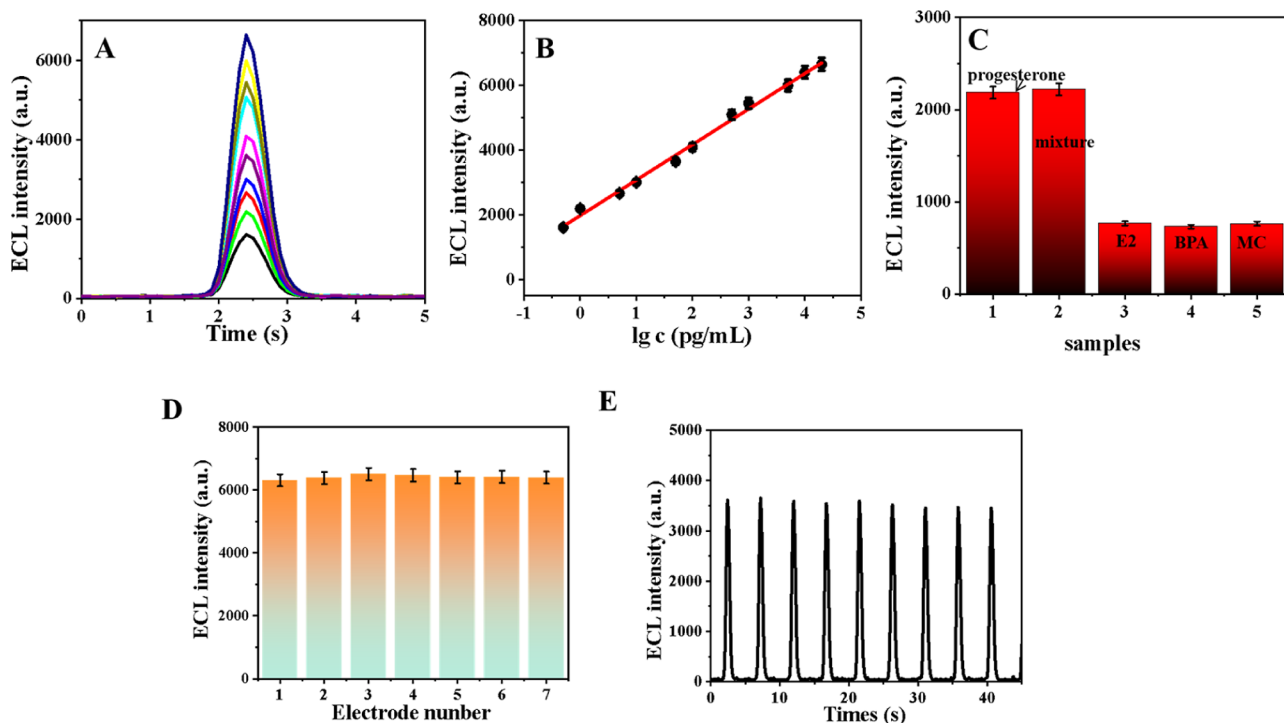 A
ECL intensity (a.u.)
6000
4000
2000
0
0 1 2 3 4 5
Time (s)
B
ECL intensity (a.u.)
8000
6000
4000
2000
0
-1 0 1 2 3 4 5
lg c (pg/mL)
C
ECL intensity (a.u.)
3000
2000
1000
0
progesterone
mixture
E2 BPA MC
1 2 3 4 5
samples
D
ECL intensity (a.u.)
8000
6000
4000
2000
0
1 2 3 4 5 6 7
Electrode nunber
E
ECL intensity (a.u.)
5000
4000
3000
2000
1000
0
0 10 20 30 40
Times (s)